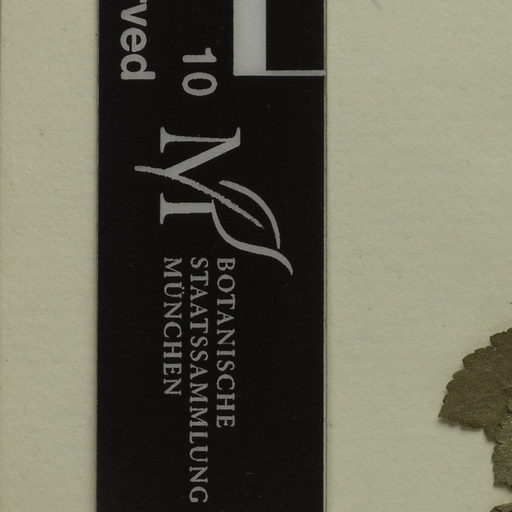 rved
10
M
BOTANISCHE
STAATSSAMMLUNG
MÜNCHEN